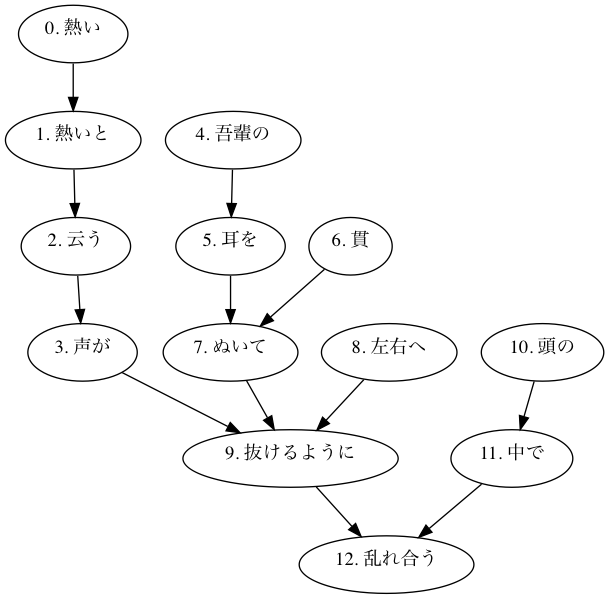 0. 熱い
1. 熱いと
4. 吾輩の
2. 云う
5. 耳を
6. 貫
3. 声が
7. ぬいて
8. 左右へ
10. 頭の
9. 抜けるように
11. 中で
12. 乱れ合う